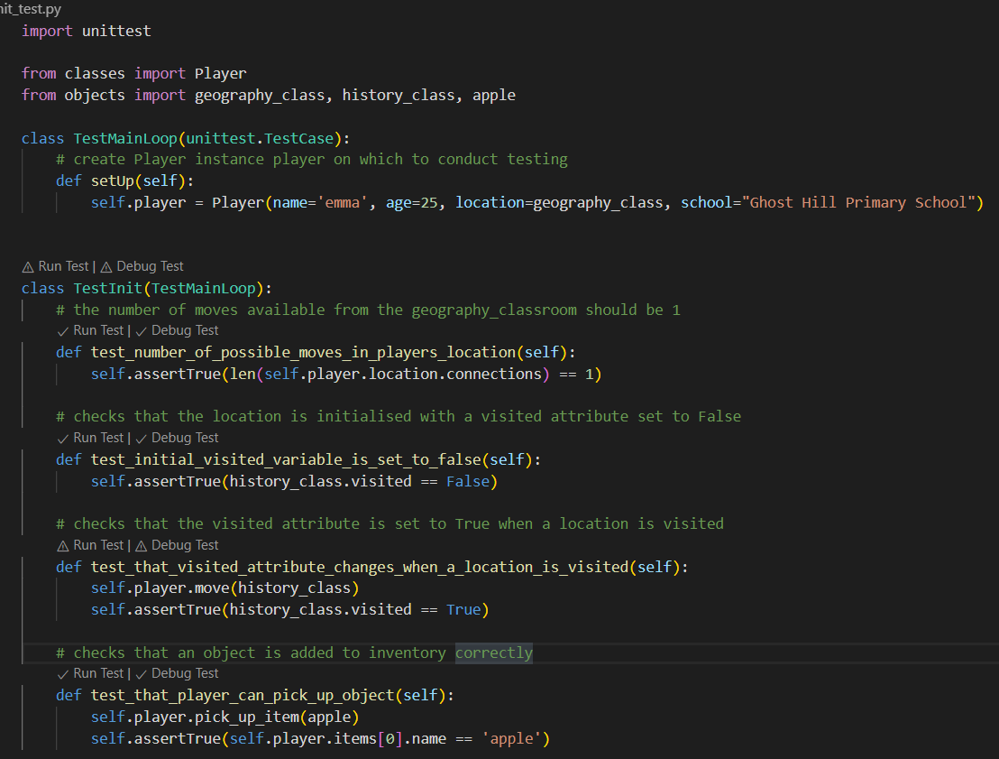 nit_test.py
import unittest
from classes import Player
from objects import geography_class, history_class, apple
class TestMainLoop(unittest.TestCase):
# create Player instance player on which to conduct testing
def setUp(self):
self.player = Player(name='emma', age=25, location=geography_class, school="Ghost Hill Primary School")
Run Test | Debug Test
class TestInit(TestMainLoop):
# the number of moves available from the geography_classroom should be 1
Run Test | Debug Test
def test_number_of_possible_moves_in_players_location(self):
self.assertTrue(len(self.player.location.connections) == 1)
# checks that the location is initialised with a visited attribute set to False
Run Test | Debug Test
def test_initial_visited_variable_is_set_to_false(self):
self.assertTrue(history_class.visited == False)
# checks that the visited attribute is set to True when a location is visited
Run Test | Debug Test
def test_that_visited_attribute_changes_when_a_location_is_visited(self):
self.player.move(history_class)
self.assertTrue(history_class.visited == True)
# checks that an object is added to inventory correctly
Run Test | Debug Test
def test_that_player_can_pick_up_object(self):
self.player.pick_up_item(apple)
self.assertTrue(self.player.items[0].name == 'apple')